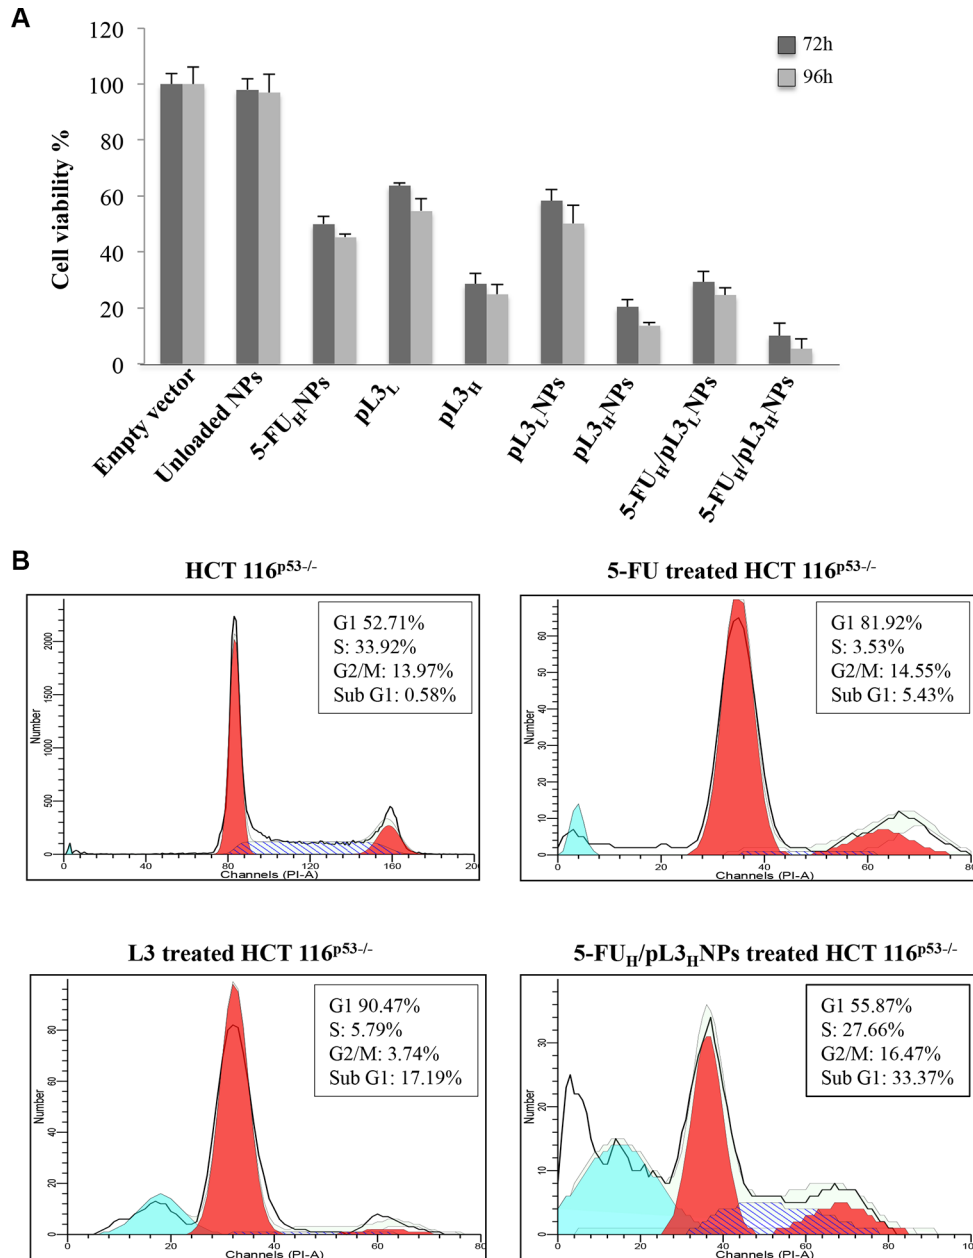 A
120
100
80
60
40
20
0
Cell viability %
72h
96h
Empty vector
Unloaded NPs
5-FUHNPs
pL3L
pL3H
pL3LNPs
pL3HNPs
5-FUH/pL3LNPs
5-FUH/pL3HNPs
B
HCT 116p53-/-
G1 52.71%
S: 33.92%
G2/M: 13.97%
Sub G1: 0.58%
Number
2000
1500
1000
500
0
0 40 80 120 160 20
Channels (PI-A)
5-FU treated HCT 116p53-/-
G1 81.92%
S: 3.53%
G2/M: 14.55%
Sub G1: 5.43%
Number
60
50
40
30
20
10
0
0 20 40 60 80
Channels (PI-A)
L3 treated HCT 116p53-/-
G1 90.47%
S: 5.79%
G2/M: 3.74%
Sub G1: 17.19%
Number
80
60
40
20
0
0 20 40 60 80
Channels (PI-A)
5-FUH/pL3HNPs treated HCT 116p53-/-
G1 55.87%
S: 27.66%
G2/M: 16.47%
Sub G1: 33.37%
Number
30
20
10
0
0 20 40 60 80 100
Channels (PI-A)